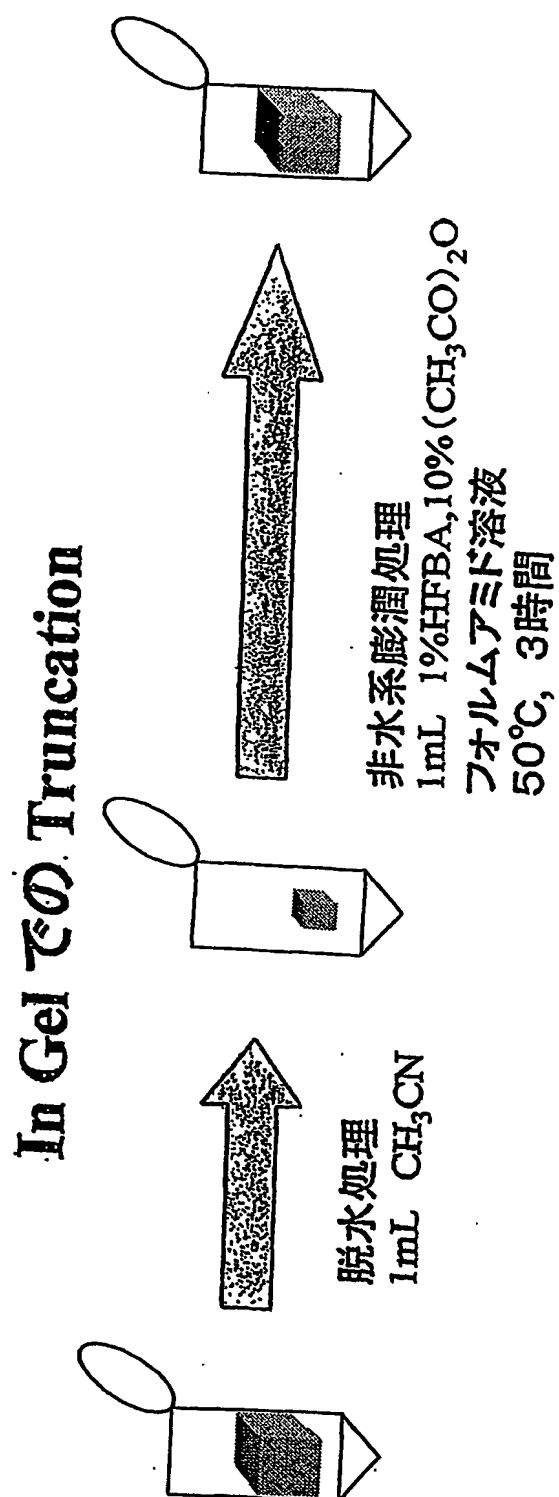 In Gel での Truncation
脱水処理
1mL CH₃CN
非水系膨潤処理
1mL 1%HFBA,10%(CH₃CO)₂O
フォルムアミド溶液
50℃, 3時間